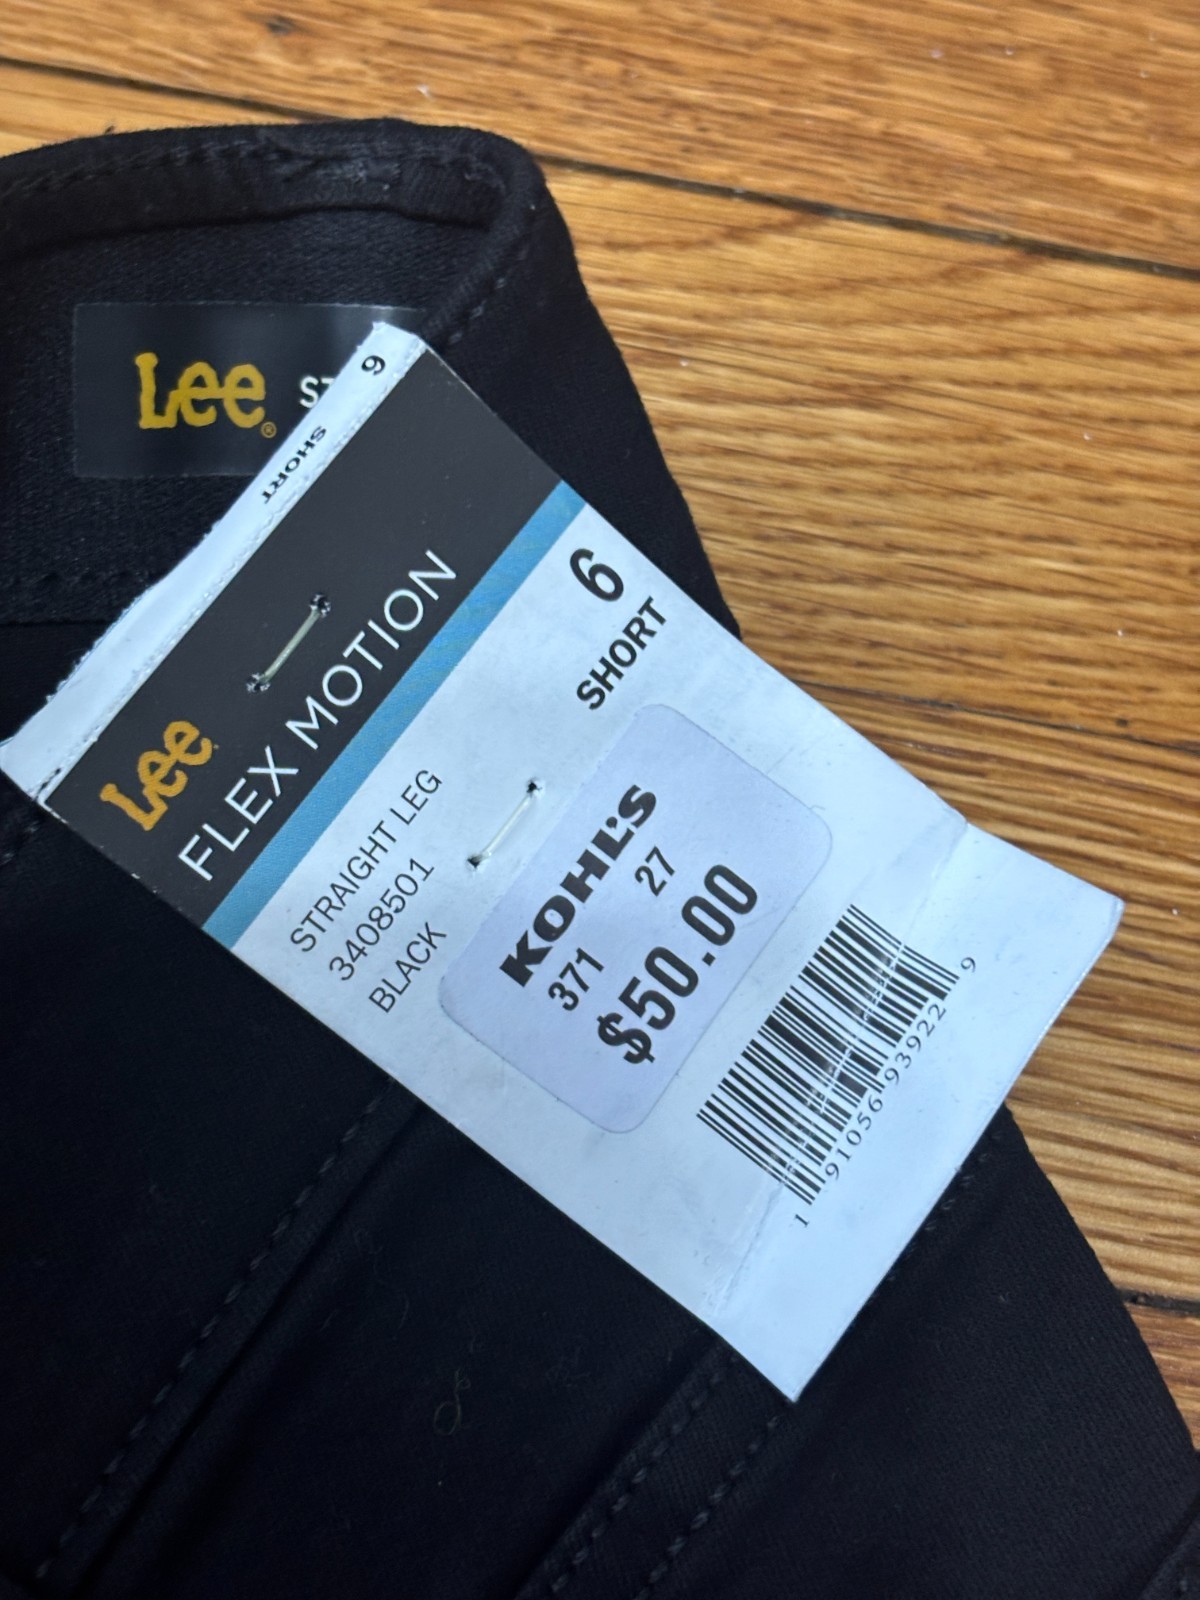 Lee®
6 SHORT
Lee
FLEX MOTION
6
SHORT
STRAIGHT LEG
3408501
BLACK
KOHL'S
371 27
$50.00
1 91056 93922 9